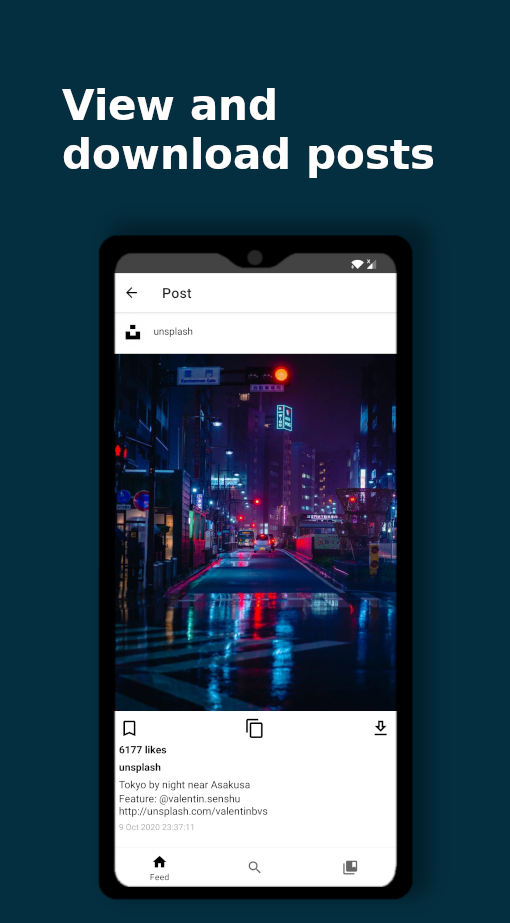 View and
download posts
Post
unsplash
6177 likes
unsplash
Tokyo by night near Asakusa
Feature: @valentin.senshu
http://unsplash.com/valentinbvs
9 Oct 2020 23:37:11
Feed